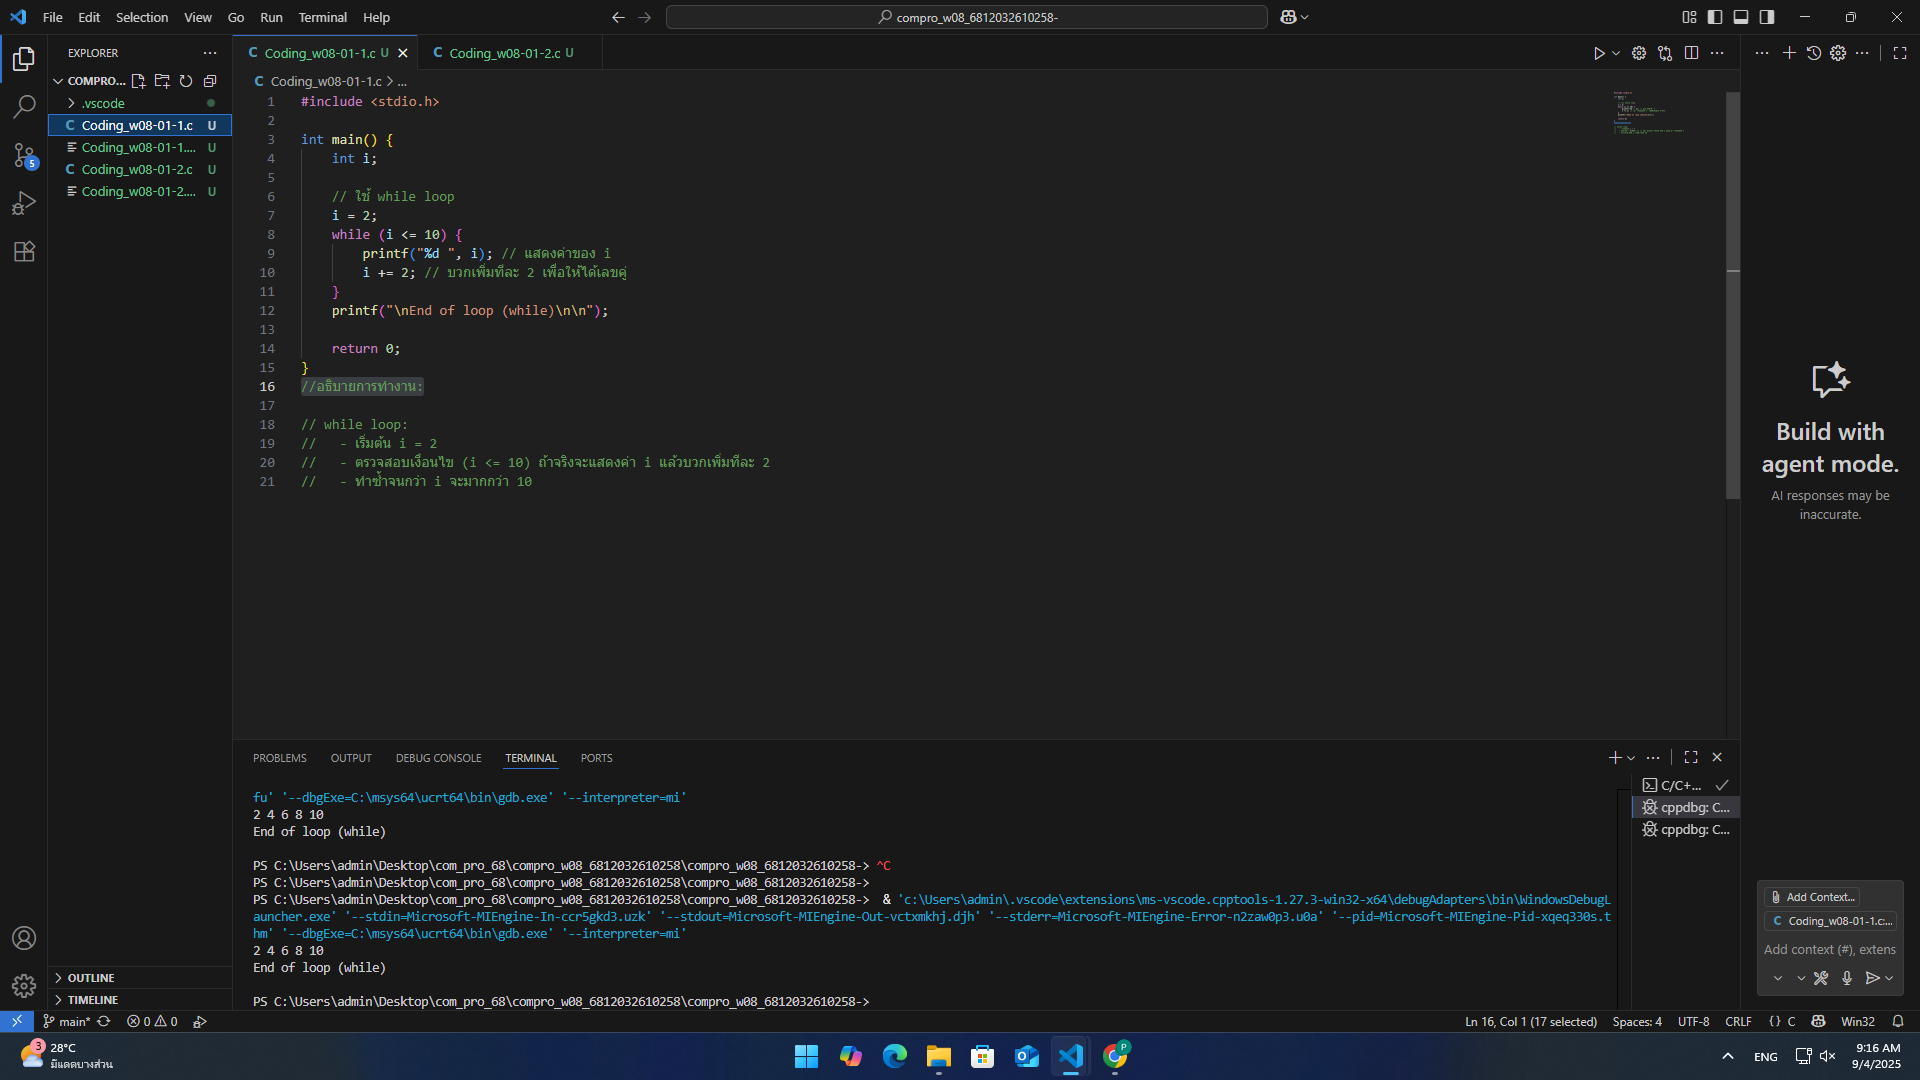 File Edit Selection View Go Run Terminal Help
compro_w08_6812032610258-
EXPLORER
COMPRO...
.vscode
Coding_w08-01-1.c U
Coding_w08-01-1.... U
Coding_w08-01-2.c U
Coding_w08-01-2.... U
5
OUTLINE
TIMELINE
C Coding_w08-01-1.c U
C Coding_w08-01-2.c U
C Coding_w08-01-1.c > ...
1 #include <stdio.h>
2
3 int main() {
4 int i;
5
6 // ใช้ while loop
7 i = 2;
8 while (i <= 10) {
9 printf("%d ", i); // แสดงค่าของ i
10 i += 2; // บวกเพิ่มทีละ 2 เพื่อให้ได้เลขคู่
11 }
12 printf("\nEnd of loop (while)\n\n");
13
14 return 0;
15 }
16 //อธิบายการทำงาน:
17
18 // while loop:
19 // - เริ่มต้น i = 2
20 // - ตรวจสอบเงื่อนไข (i <= 10) ถ้าจริงจะแสดงค่า i แล้วบวกเพิ่มทีละ 2
21 // - ทำซ้ำจนกว่า i จะมากกว่า 10
PROBLEMS OUTPUT DEBUG CONSOLE TERMINAL PORTS
fu' '--dbgExe=C:\msys64\ucrt64\bin\gdb.exe' '--interpreter=mi'
2 4 6 8 10
End of loop (while)
PS C:\Users\admin\Desktop\com_pro_68\compro_w08_6812032610258\compro_w08_6812032610258-> ^C
PS C:\Users\admin\Desktop\com_pro_68\compro_w08_6812032610258\compro_w08_6812032610258->
PS C:\Users\admin\Desktop\com_pro_68\compro_w08_6812032610258\compro_w08_6812032610258-> & 'c:\Users\admin\.vscode\extensions\ms-vscode.cpptools-1.27.3-win32-x64\debugAdapters\bin\WindowsDebugL
auncher.exe' '--stdin=Microsoft-MIEngine-In-ccr5gkd3.uzk' '--stdout=Microsoft-MIEngine-Out-vctxmkhj.djh' '--stderr=Microsoft-MIEngine-Error-n2zaw0p3.u0a' '--pid=Microsoft-MIEngine-Pid-xqeq330s.t
hm' '--dbgExe=C:\msys64\ucrt64\bin\gdb.exe' '--interpreter=mi'
2 4 6 8 10
End of loop (while)
PS C:\Users\admin\Desktop\com_pro_68\compro_w08_6812032610258\compro_w08_6812032610258->
C/C+...
cppdbg: C...
cppdbg: C...
Build with
agent mode.
AI responses may be
inaccurate.
Add Context...
C Coding_w08-01-1.c:...
Add context (#), extens
main* 0 0
Ln 16, Col 1 (17 selected) Spaces: 4 UTF-8 CRLF {} C Win32
3
28°C
มีแดดบางส่วน
P
ENG
9:16 AM
9/4/2025